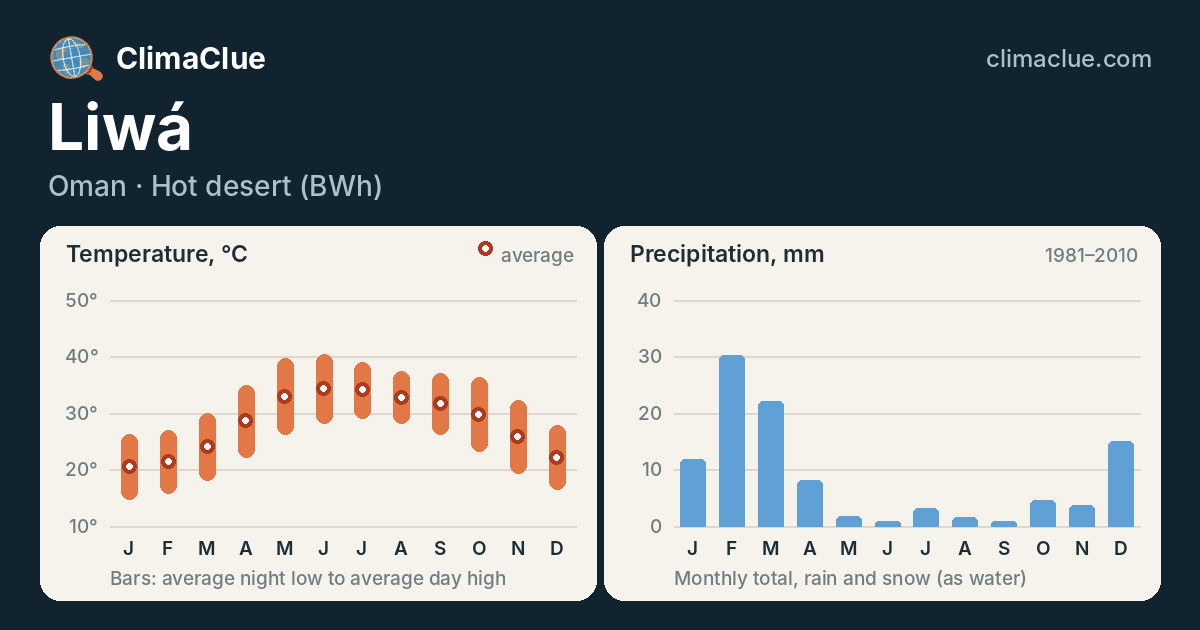 ClimaClue
climaclue.com
Liwá
Oman · Hot desert (BWh)
Temperature, °C
average
50°
40°
30°
20°
10°
J F M A M J J A S O N D
Bars: average night low to average day high
Precipitation, mm
1981–2010
40
30
20
10
0
J F M A M J J A S O N D
Monthly total, rain and snow (as water)